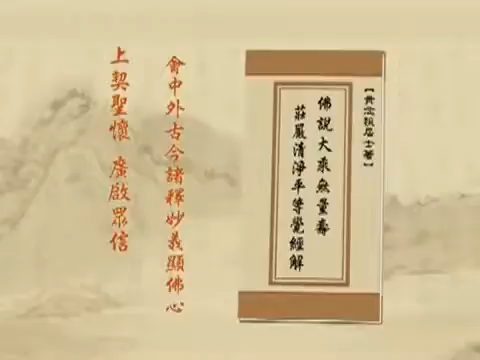 【黃念祖居士著】
佛說大乘無量壽
莊嚴清淨平等覺經解
會中外古今諸釋妙義顯佛心
上契聖懷 廣啟眾信